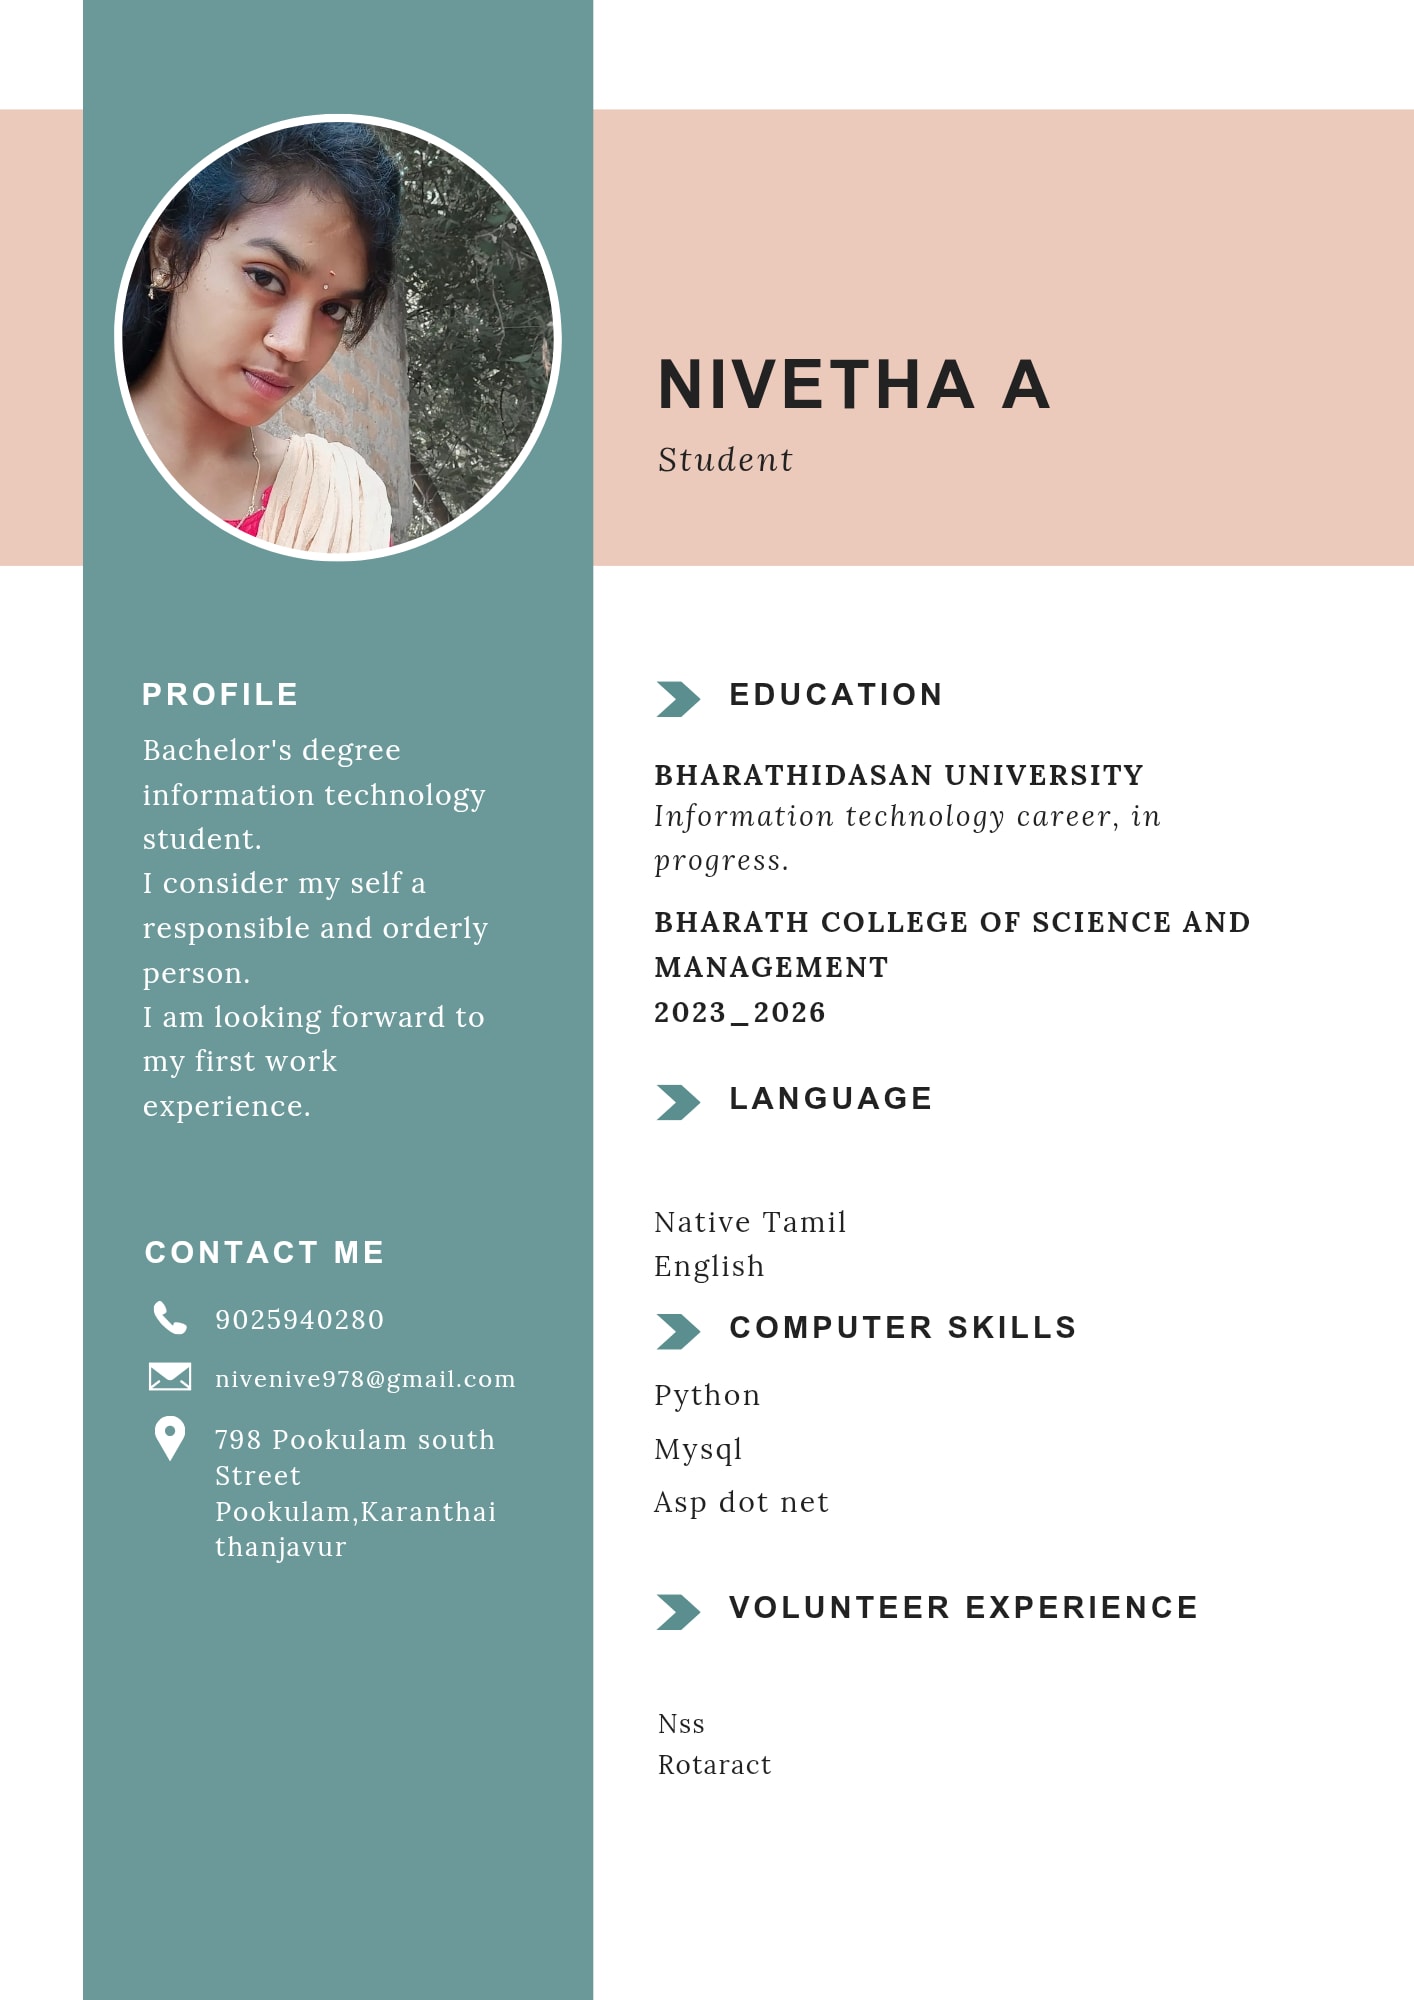 NIVETHA A
Student
PROFILE
Bachelor's degree
information technology
student.
I consider my self a
responsible and orderly
person.
I am looking forward to
my first work
experience.
CONTACT ME
9025940280
nivenive978@gmail.com
798 Pookulam south
Street
Pookulam,Karanthai
thanjavur
EDUCATION
BHARATHIDASAN UNIVERSITY
Information technology career, in
progress.
BHARATH COLLEGE OF SCIENCE AND
MANAGEMENT
2023_2026
LANGUAGE
Native Tamil
English
COMPUTER SKILLS
Python
Mysql
Asp dot net
VOLUNTEER EXPERIENCE
Nss
Rotaract